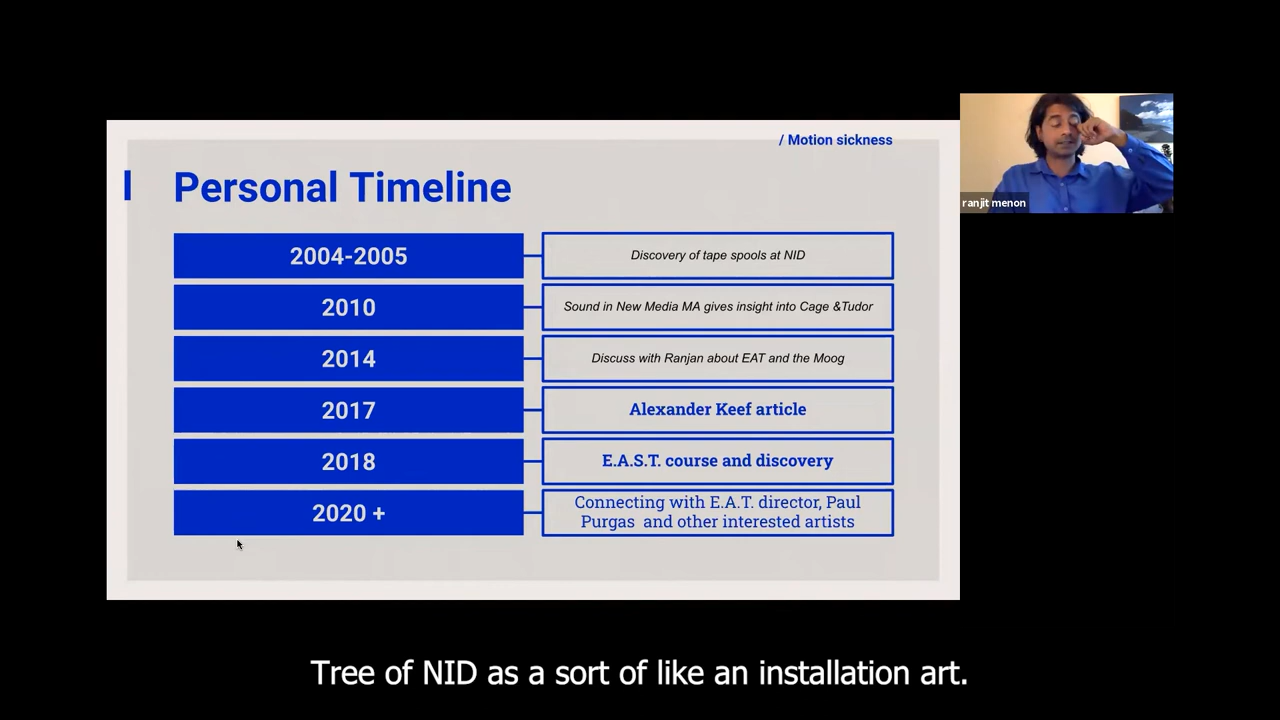 / Motion sickness
Personal Timeline
2004-2005
Discovery of tape spools at NID
2010
Sound in New Media MA gives insight into Cage &Tudor
2014
Discuss with Ranjan about EAT and the Moog
2017
Alexander Keef article
2018
E.A.S.T. course and discovery
2020 +
Connecting with E.A.T. director, Paul
Purgas and other interested artists
ranjit menon
Tree of NID as a sort of like an installation art.